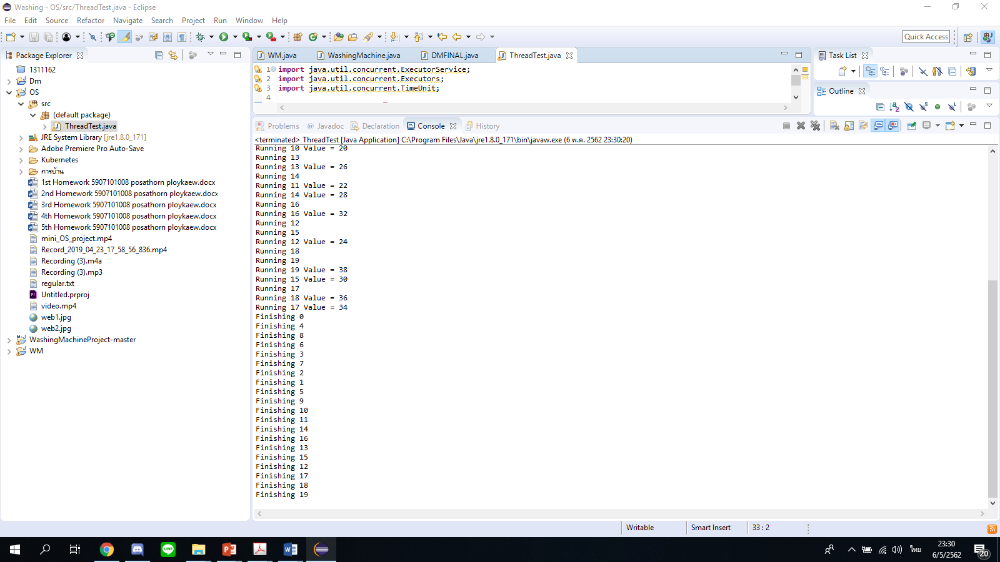 Washing - OS/src/ThreadTest.java - Eclipse
File Edit Source Refactor Navigate Search Project Run Window Help
Quick Access
Package Explorer
1311162
Dm
OS
src
(default package)
ThreadTest.java
JRE System Library [jre1.8.0_171]
Adobe Premiere Pro Auto-Save
Kubernetes
การบ้าน
1st Homework 5907101008 posathorn ploykaew.docx
2nd Homework 5907101008 posathorn ploykaew.docx
3rd Homework 5907101008 posathorn ploykaew.docx
4th Homework 5907101008 posathorn ploykaew.docx
5th Homework 5907101008 posathorn ploykaew.docx
mini_OS_project.mp4
Record_2019_04_23_17_58_56_836.mp4
Recording (3).m4a
Recording (3).mp3
regular.txt
Untitled.prproj
video.mp4
web1.jpg
web2.jpg
WashingMachineProject-master
WM
WM.java WashingMachine.java DMFINAL.java ThreadTest.java
1 import java.util.concurrent.ExecutorService;
2 import java.util.concurrent.Executors;
3 import java.util.concurrent.TimeUnit;
4
Task List
Outline
Problems @ Javadoc Declaration Console History
<terminated> ThreadTest [Java Application] C:\Program Files\Java\jre1.8.0_171\bin\javaw.exe (6 พ.ค. 2562 23:30:20)
Running 10 Value = 20
Running 13
Running 13 Value = 26
Running 14
Running 11 Value = 22
Running 14 Value = 28
Running 16
Running 16 Value = 32
Running 12
Running 15
Running 12 Value = 24
Running 18
Running 19
Running 19 Value = 38
Running 15 Value = 30
Running 17
Running 18 Value = 36
Running 17 Value = 34
Finishing 0
Finishing 4
Finishing 8
Finishing 6
Finishing 3
Finishing 7
Finishing 2
Finishing 1
Finishing 5
Finishing 9
Finishing 10
Finishing 11
Finishing 14
Finishing 16
Finishing 13
Finishing 15
Finishing 12
Finishing 17
Finishing 18
Finishing 19
Writable Smart Insert 33 : 2
ไทย
23:30
6/5/2562
20